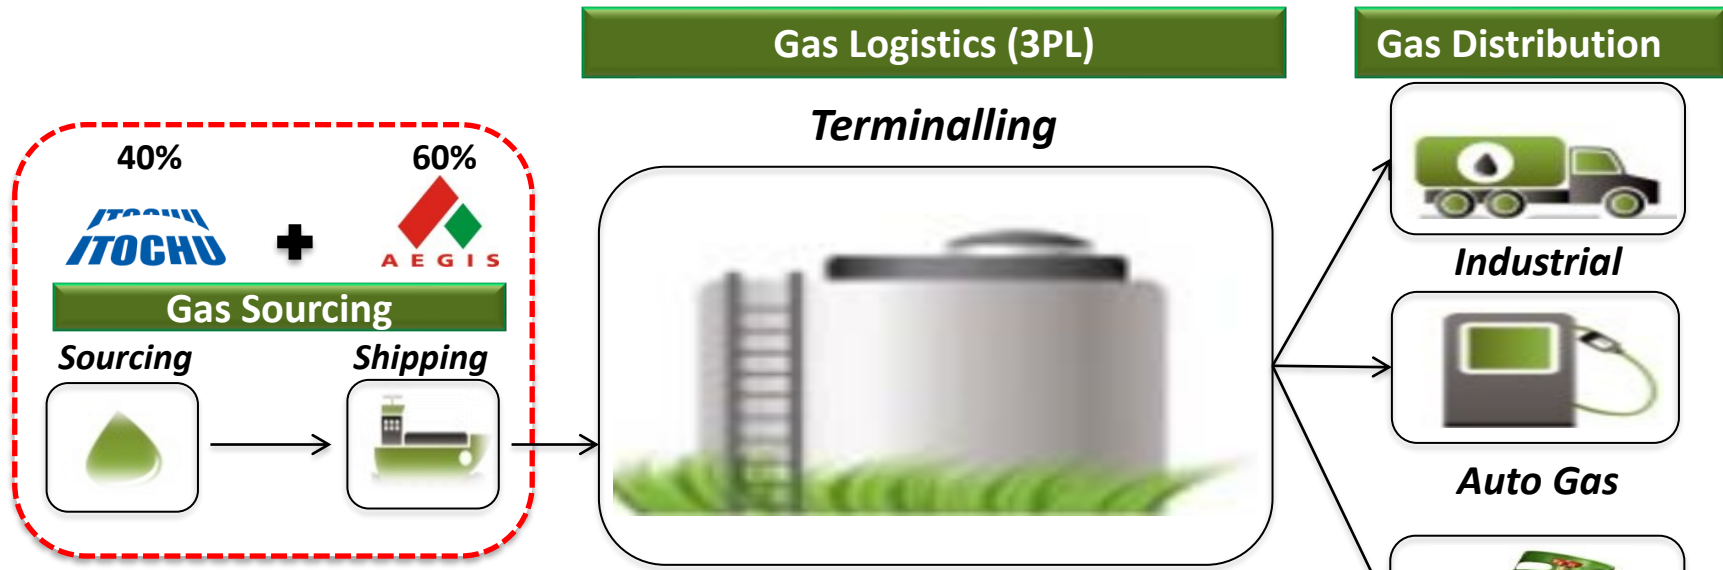 Gas Logistics (3PL)
Gas Distribution
Terminalling
40%
60%
ITOCHU
AEGIS
Gas Sourcing
Sourcing
Shipping
Industrial
Auto Gas